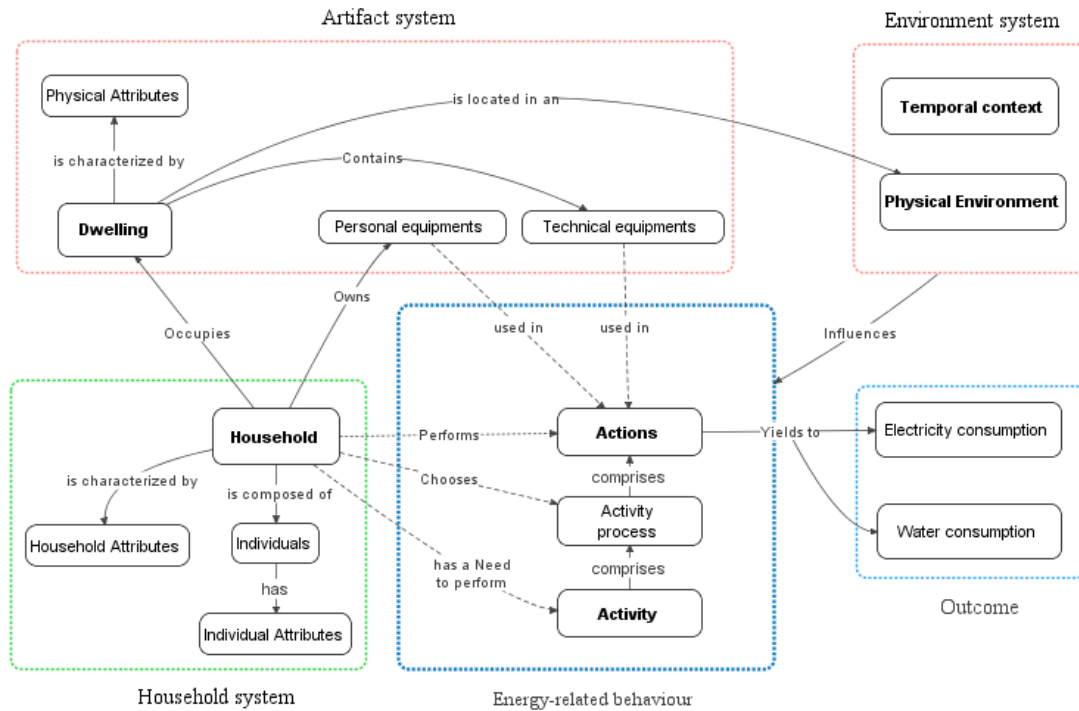 Artifact system
Environment system
Physical Attributes
is located in an
Temporal context
is characterized by
Contains
Physical Environment
Dwelling
Personal equipments
Technical equipments
Owns
Occupies
used in
used in
Influences
Household
Performs
Actions
Yields to
Electricity consumption
is characterized by
is composed of
Chooses
comprises
Household Attributes
Individuals
Activity
process
Water consumption
has a Need
to perform
comprises
has
Activity
Individual Attributes
Outcome
Household system
Energy-related behaviour